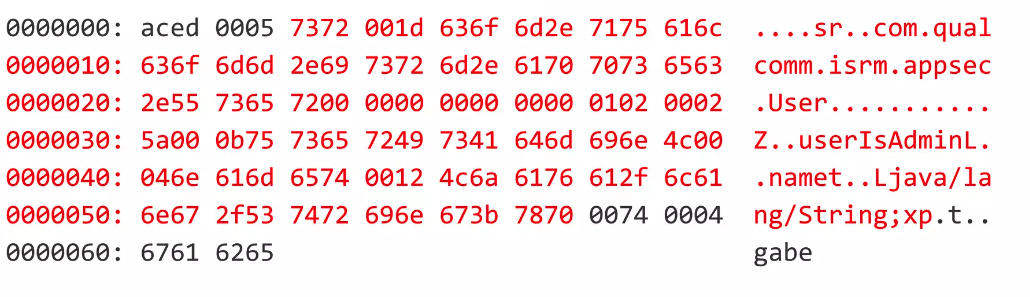 0000000: aced 0005 7372 001d 636f 6d2e 7175 616c ....sr..com.qual
0000010: 636f 6d6d 2e69 7372 6d2e 6170 7073 6563 comm.isrm.appsec
0000020: 2e55 7365 7200 0000 0000 0000 0102 0002 .User...........
0000030: 5a00 0b75 7365 7249 7341 646d 696e 4c00 Z..userIsAdminL.
0000040: 046e 616d 6574 0012 4c6a 6176 612f 6c61 .namet..Ljava/la
0000050: 6e67 2f53 7472 696e 673b 7870 0074 0004 ng/String;xp.t..
0000060: 6761 6265 gabe